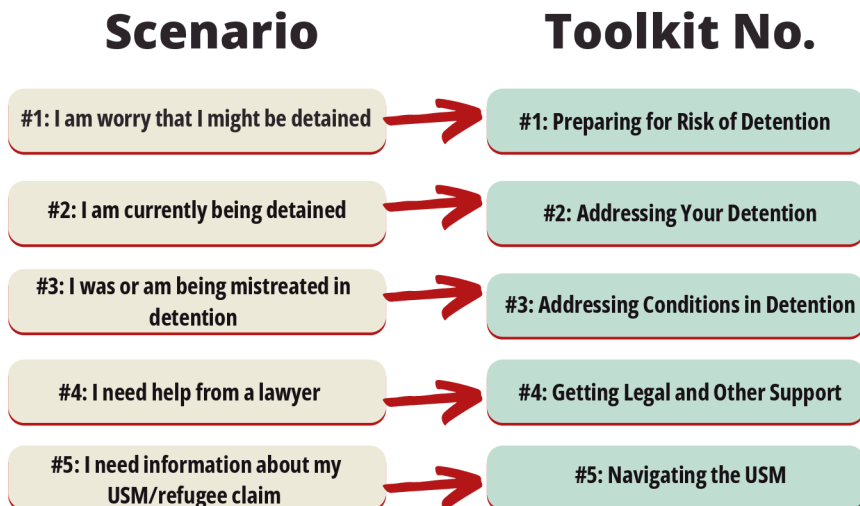 Scenario
Toolkit No.
#1: I am worry that I might be detained
#1: Preparing for Risk of Detention
#2: I am currently being detained
#2: Addressing Your Detention
#3: I was or am being mistreated in
detention
#3: Addressing Conditions in Detention
#4: I need help from a lawyer
#4: Getting Legal and Other Support
#5: I need information about my
USM/refugee claim
#5: Navigating the USM